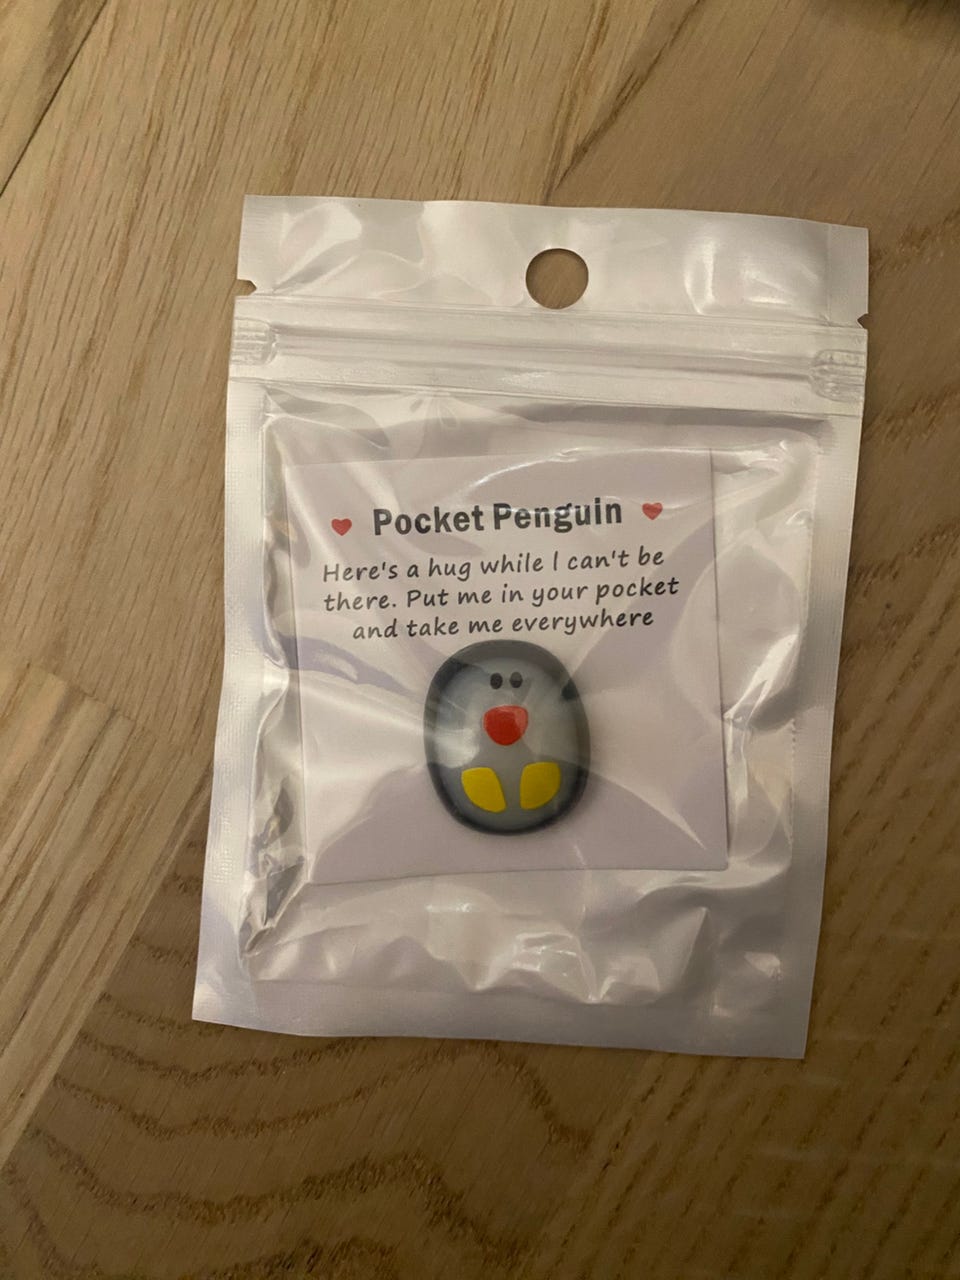 Pocket Penguin
Here's a hug while I can't be
there. Put me in your pocket
and take me everywhere